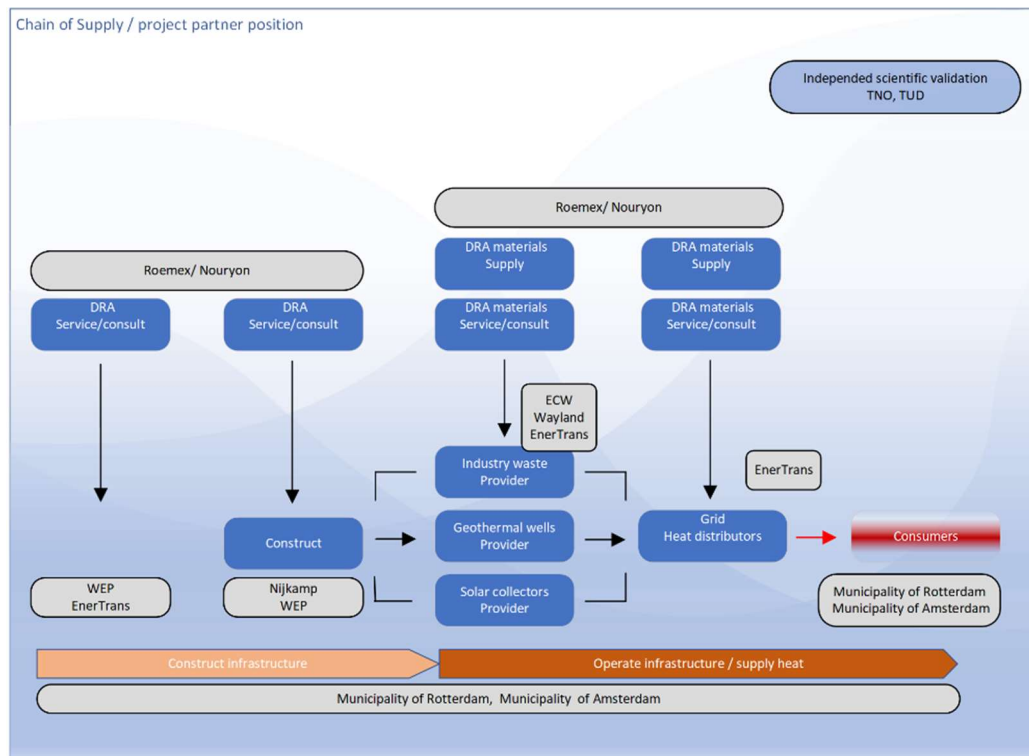 Chain of Supply / project partner position
Independed scientific validation
TNO, TUD
Roemex/ Nouryon
DRA materials
Supply
DRA materials
Supply
Roemex/ Nouryon
DRA
Service/consult
DRA
Service/consult
DRA materials
Service/consult
DRA materials
Service/consult
ECW
Wayland
EnerTrans
Industry waste
Provider
EnerTrans
Construct
Geothermal wells
Provider
Grid
Heat distributors
Consumers
WEP
EnerTrans
Nijkamp
WEP
Solar collectors
Provider
Municipality of Rotterdam
Municipality of Amsterdam
Construct infrastructure
Operate infrastructure / supply heat
Municipality of Rotterdam, Municipality of Amsterdam